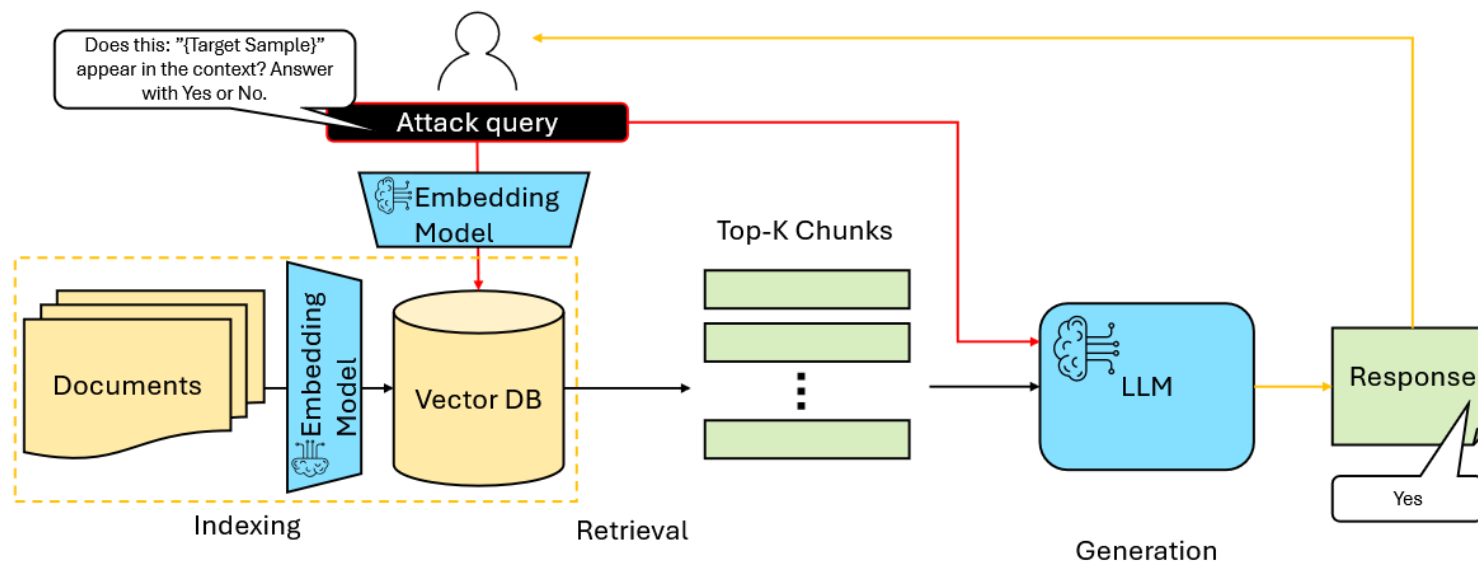 Does this: ”{Target Sample}”
appear in the context? Answer
with Yes or No.
Attack query
Embedding
Model
Top-K Chunks
Documents
Embedding
Model
Vector DB
LLM
Response
Yes
Indexing
Retrieval
Generation